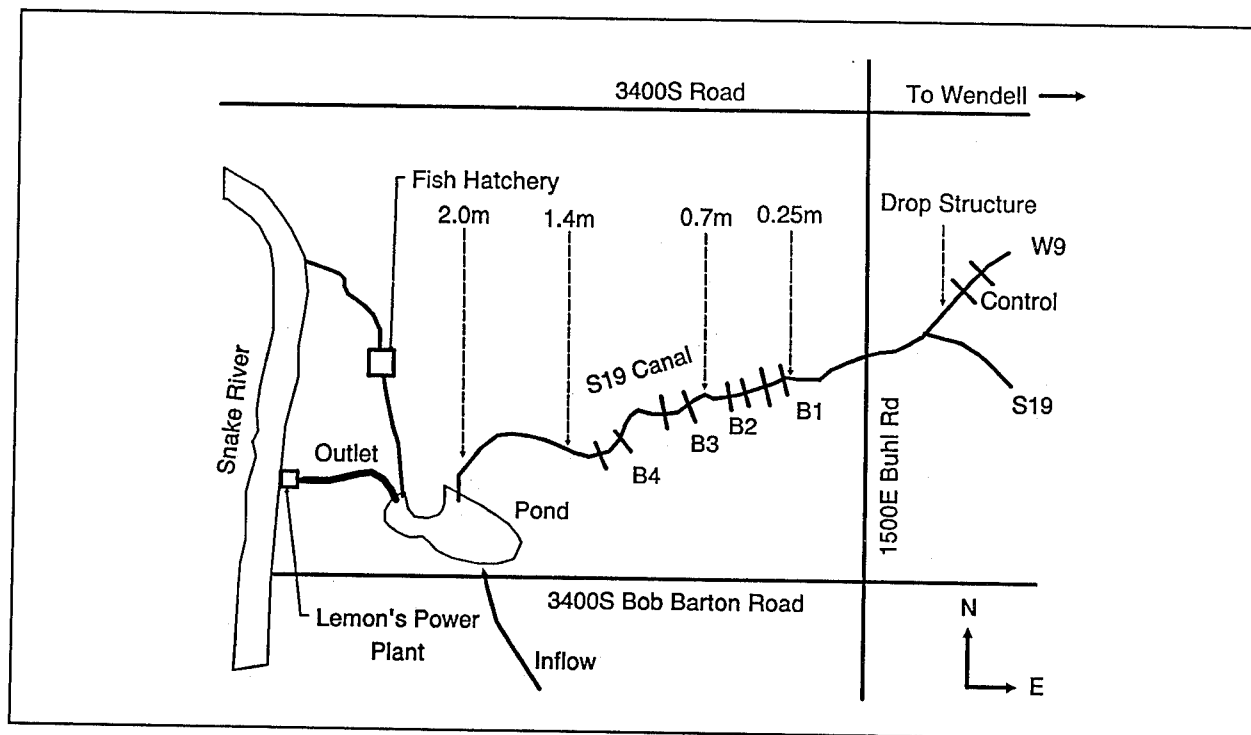 3400S Road
To Wendell
Fish Hatchery
2.0m
1.4m
0.7m
0.25m
Drop Structure
W9
Control
S19 Canal
S19
B1
B2
B3
B4
Snake River
Outlet
Pond
1500E Buhl Rd
3400S Bob Barton Road
Lemon's Power
Plant
Inflow
N
E